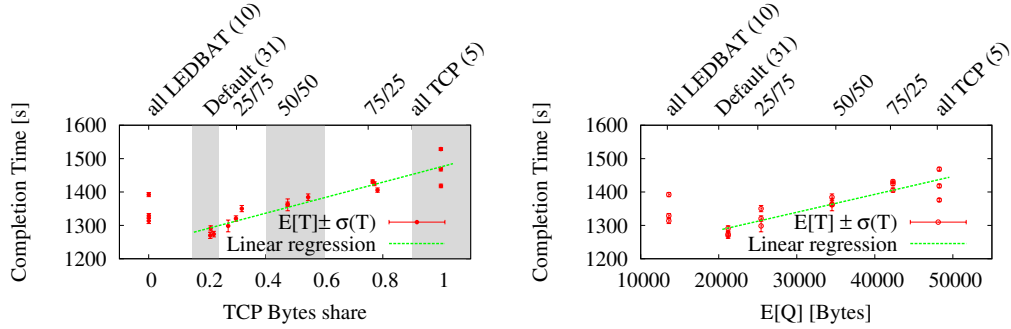 all LEDBAT (10)
Default (31)
25/75
50/50
75/25
all TCP (5)
Completion Time [s]
1600
1500
1400
1300
1200
E[T]± σ(T)
Linear regression
0 0.2 0.4 0.6 0.8 1
TCP Bytes share
all LEDBAT (10)
Default (31)
25/75
50/50
75/25
all TCP (5)
Completion Time [s]
1600
1500
1400
1300
1200
E[T]± σ(T)
Linear regression
10000 20000 30000 40000 50000
E[Q] [Bytes]